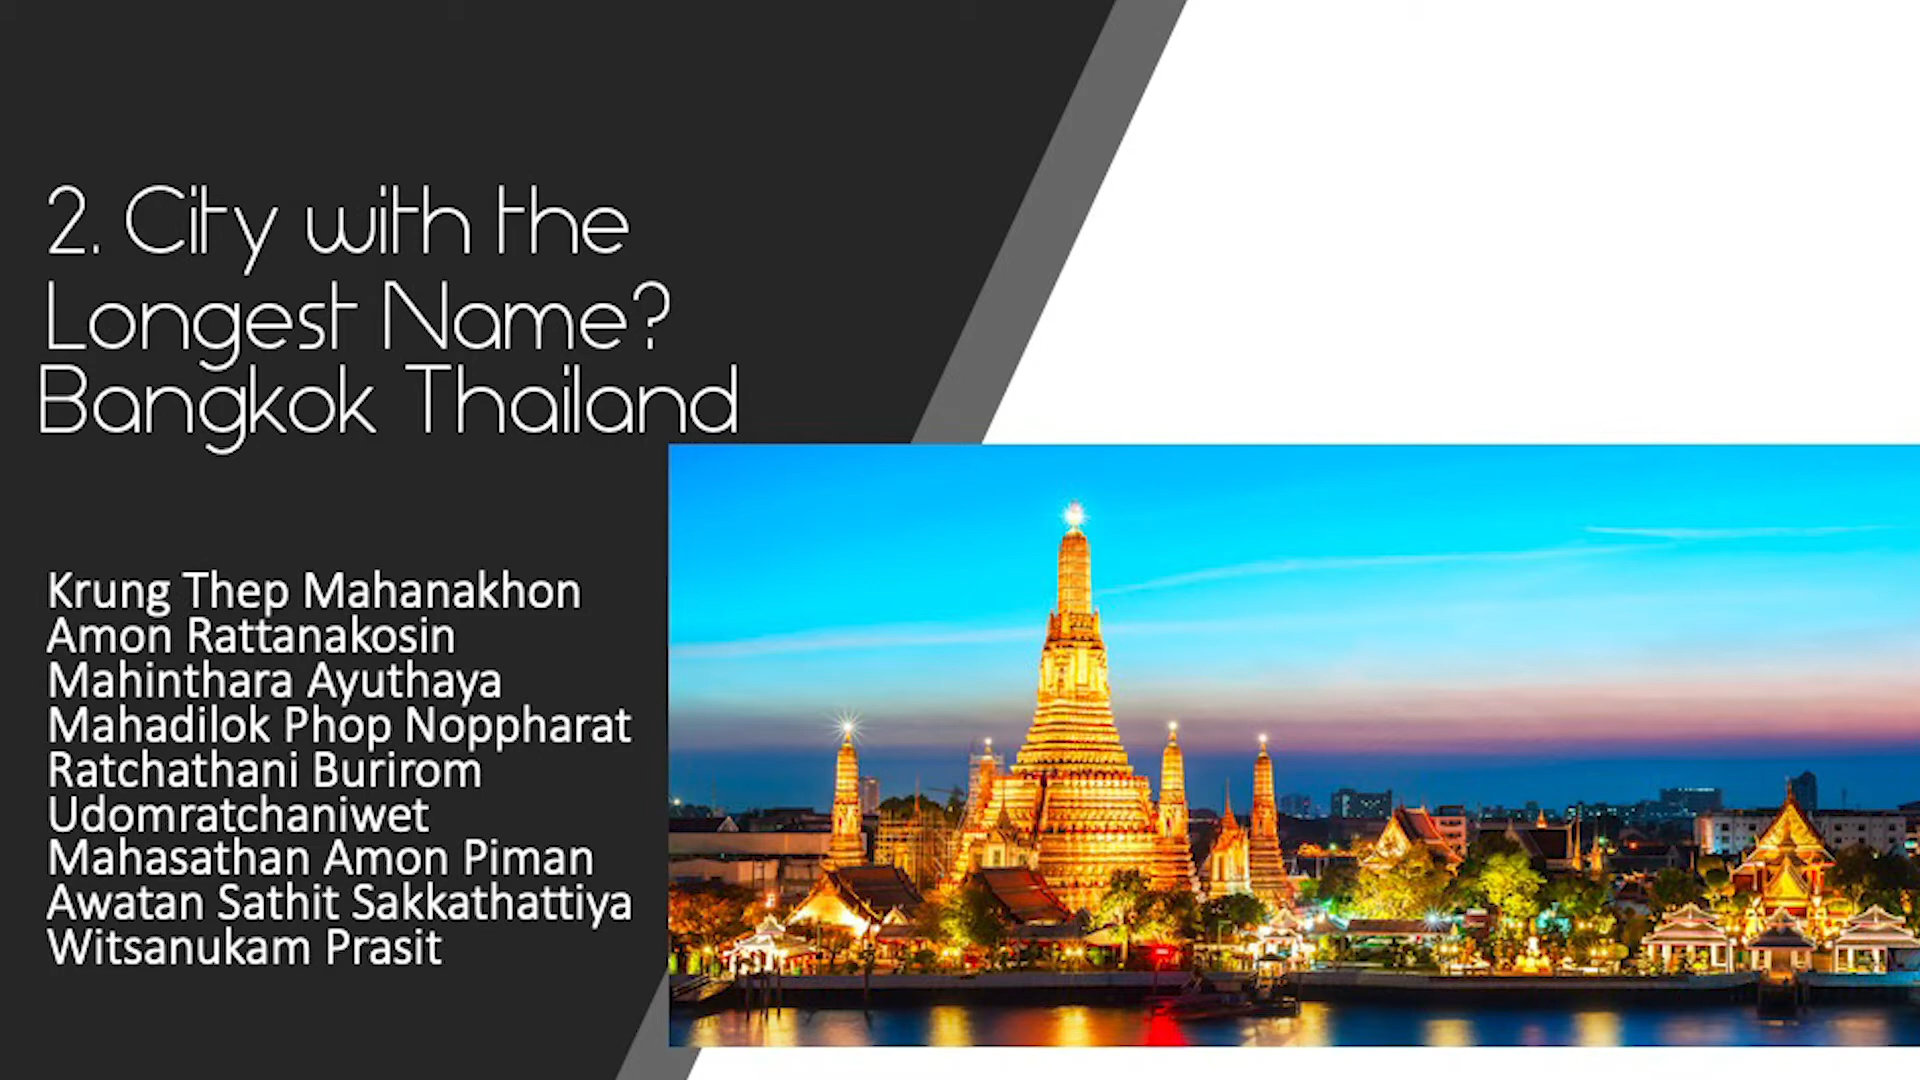 2. City with the
Longest Name?
Bangkok Thailand
Krung Thep Mahanakhon
Amon Rattanakosin
Mahinthara Ayuthaya
Mahadilok Phop Noppharat
Ratchathani Burirom
Udomratchaniwet
Mahasathan Amon Piman
Awatan Sathit Sakkathattiya
Witsanukam Prasit